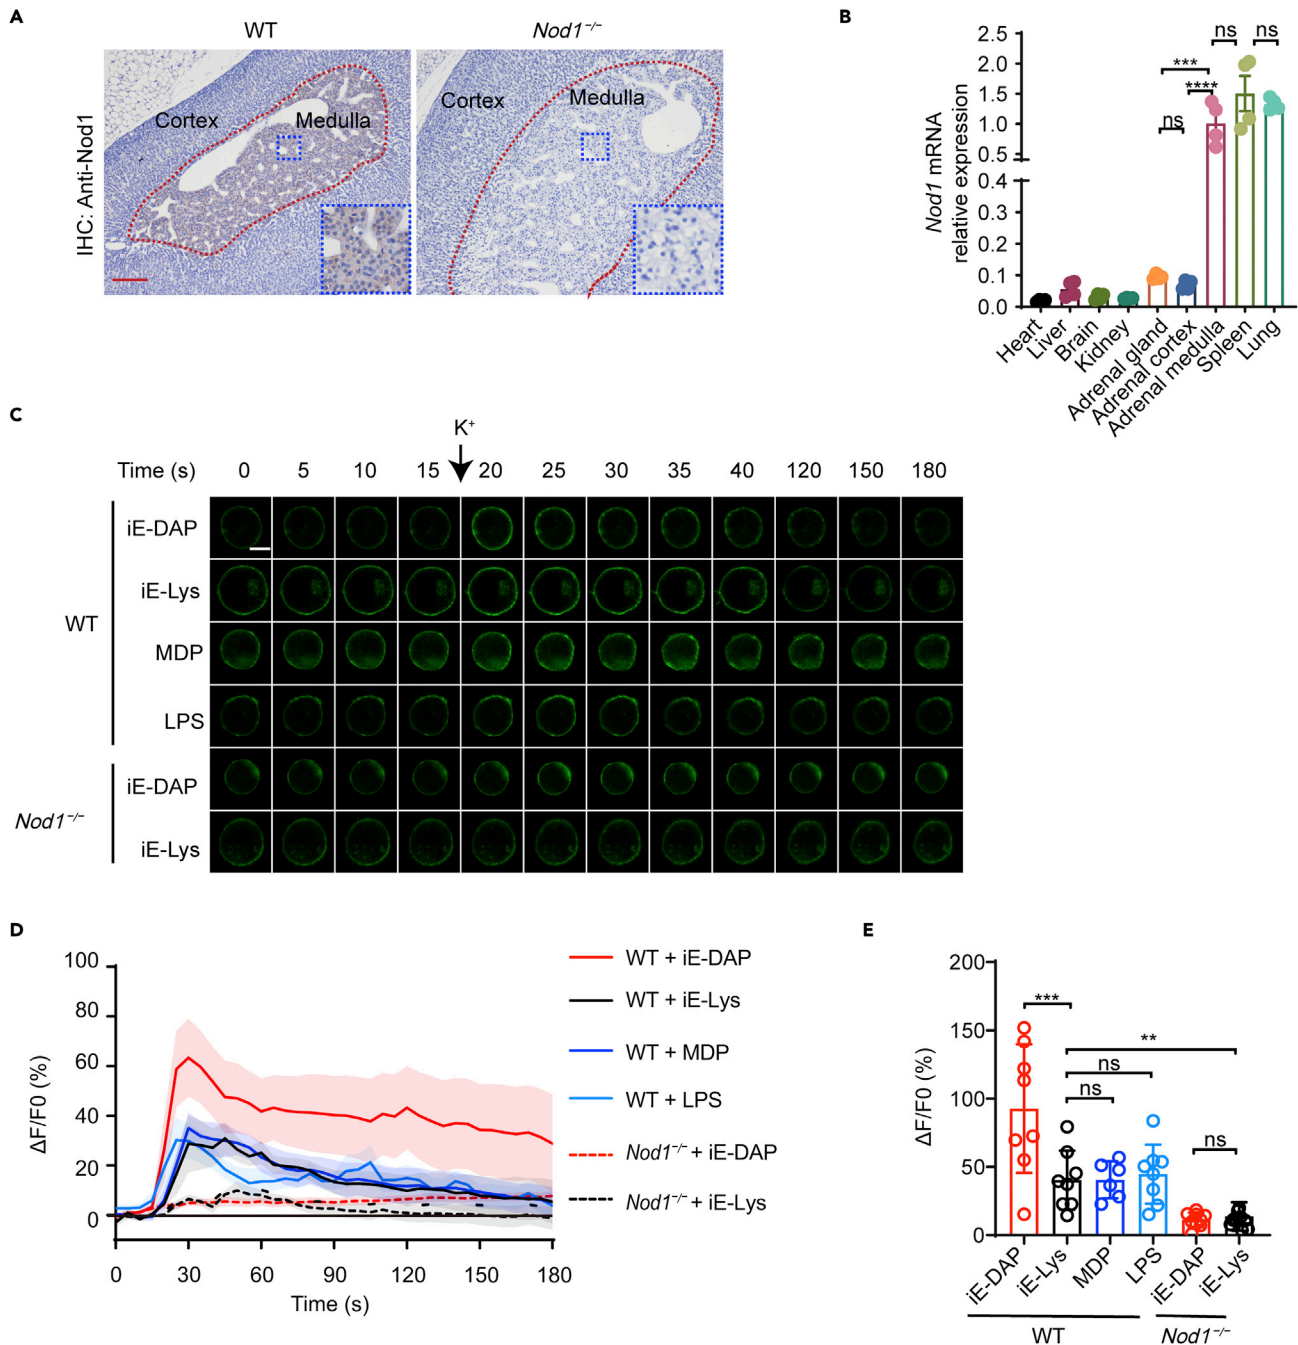 A
WT
Nod1⁻/⁻
IHC: Anti-Nod1
Cortex
Medulla
Cortex
Medulla
B
Nod1 mRNA
relative expression
2.5
2.0
1.5
1.0
0.5
0.4
0.3
0.2
0.1
0.0
ns
ns
***
****
ns
Heart
Liver
Brain
Kidney
Adrenal gland
Adrenal cortex
Adrenal medulla
Spleen
Lung
C
K⁺
Time (s) 0 5 10 15 20 25 30 35 40 120 150 180
WT
iE-DAP
iE-Lys
MDP
LPS
Nod1⁻/⁻
iE-DAP
iE-Lys
D
ΔF/F0 (%)
100
80
60
40
20
0
0 30 60 90 120 150 180
Time (s)
WT + iE-DAP
WT + iE-Lys
WT + MDP
WT + LPS
Nod1⁻/⁻ + iE-DAP
Nod1⁻/⁻ + iE-Lys
E
ΔF/F0 (%)
200
150
100
50
0
***
**
ns
ns
ns
iE-DAP
iE-Lys
MDP
LPS
iE-DAP
iE-Lys
WT
Nod1⁻/⁻